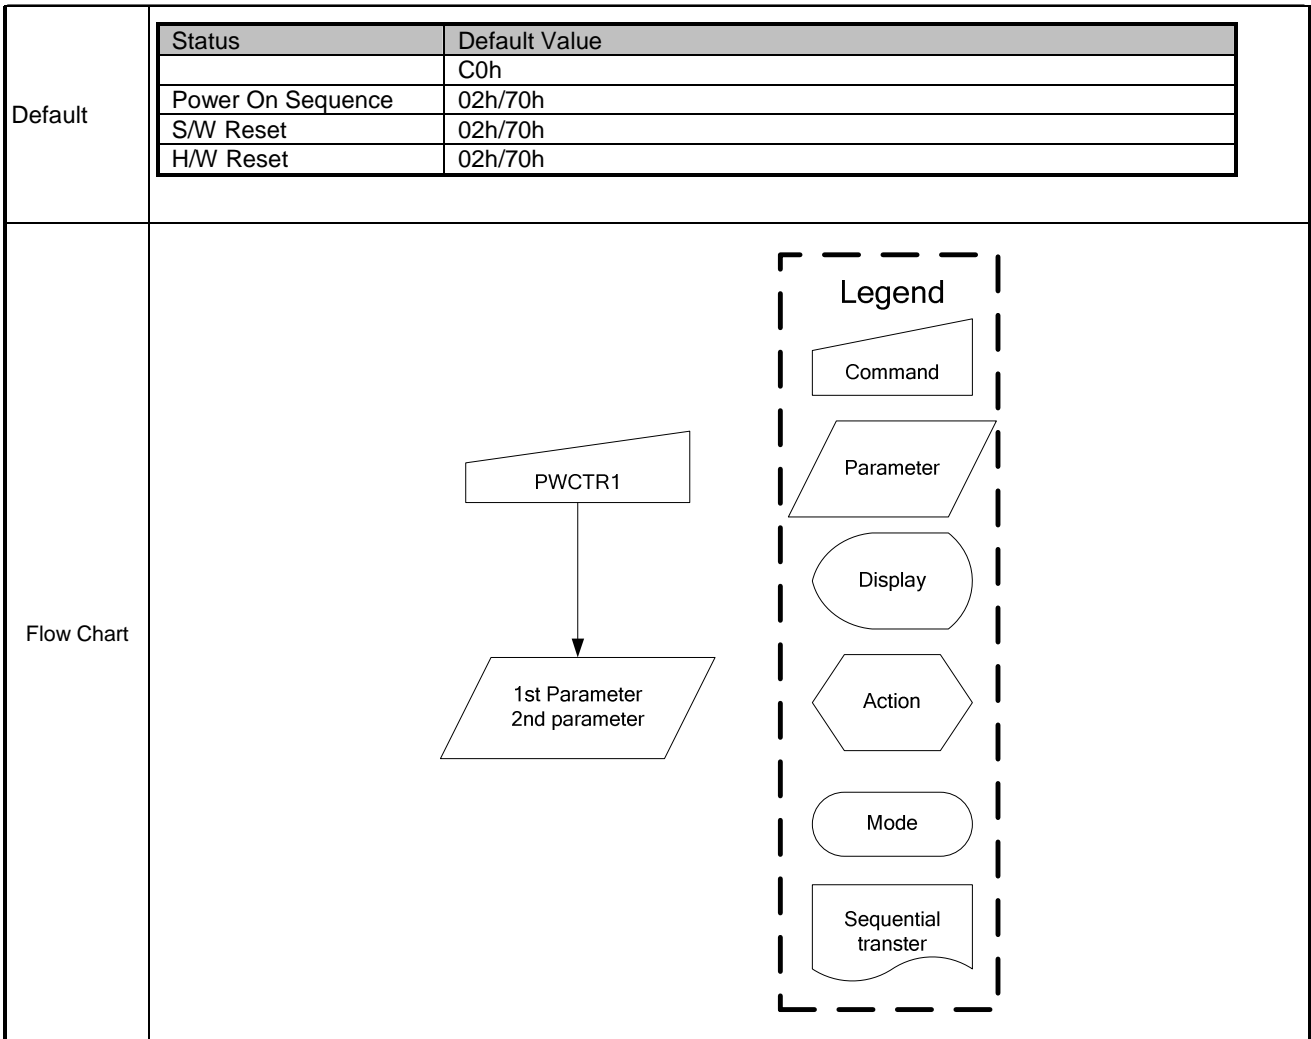 Default
Status Default Value
C0h
Power On Sequence 02h/70h
S/W Reset 02h/70h
H/W Reset 02h/70h
Flow Chart
PWCTR1
1st Parameter
2nd parameter
Legend
Command
Parameter
Display
Action
Mode
Sequential
transter